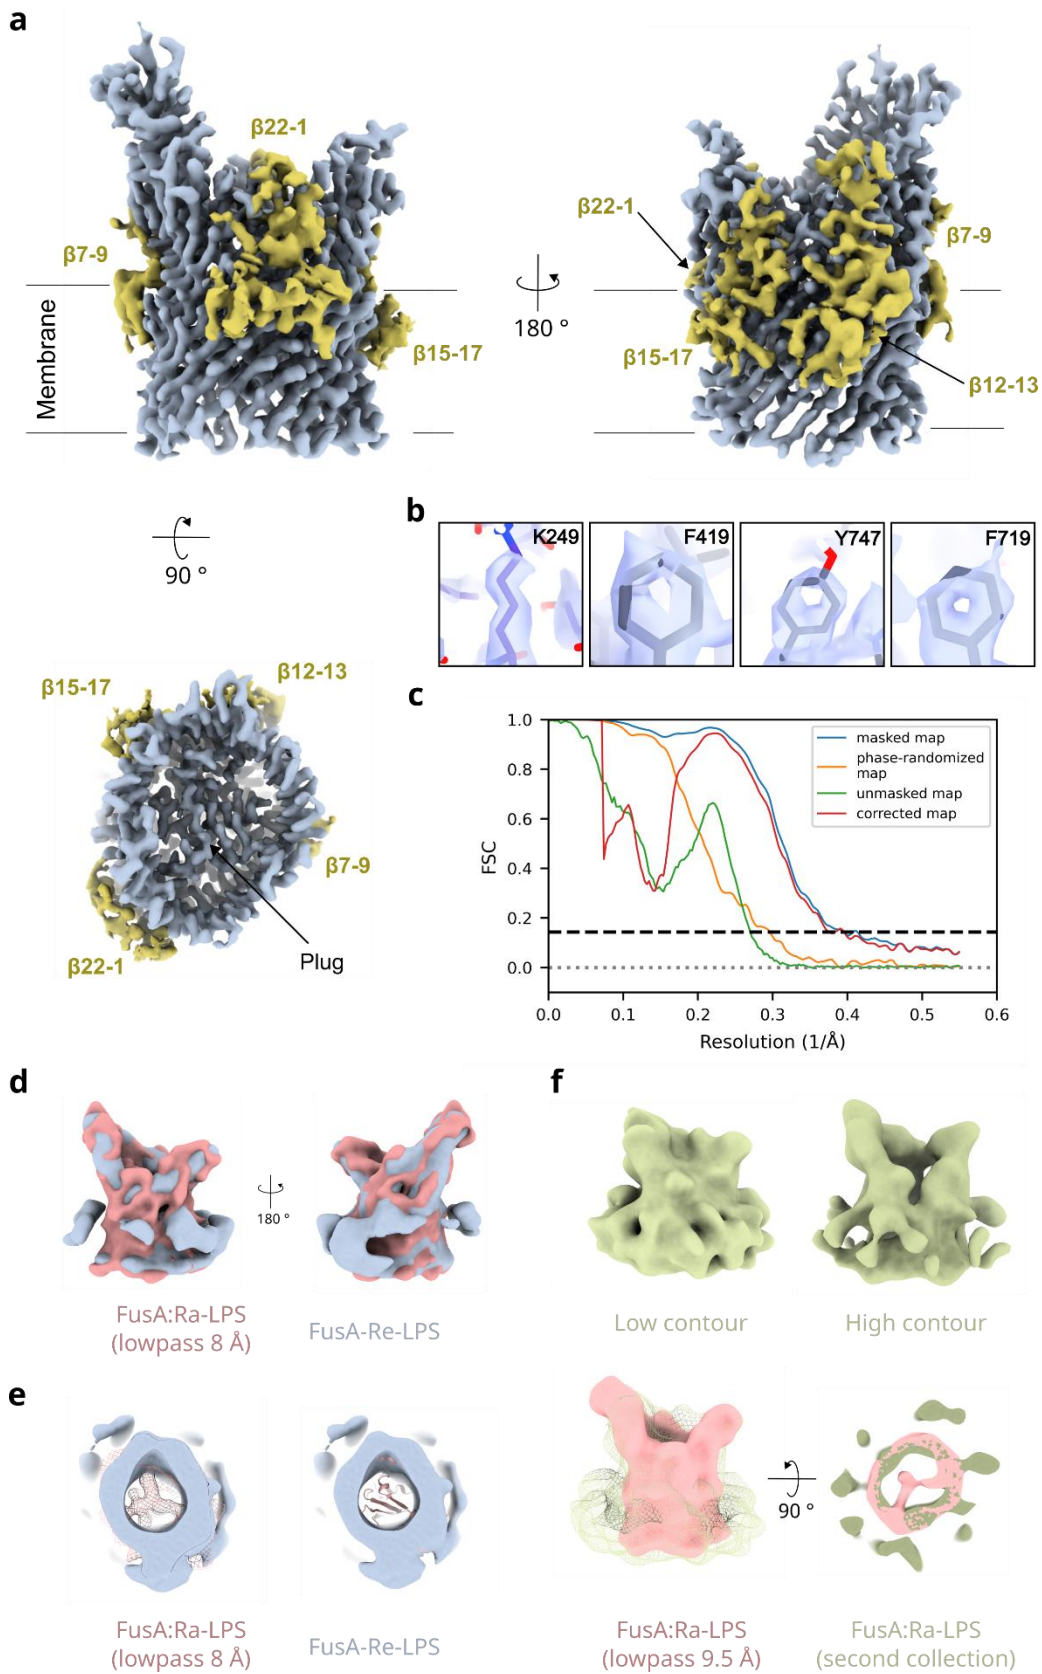 a
β22-1
β7-9
Membrane
β15-17
180 °
β22-1
β7-9
β15-17
β12-13
90 °
β15-17
β12-13
β7-9
β22-1
Plug
b
K249
F419
Y747
F719
c
1.0
0.8
0.6
0.4
0.2
0.0
FSC
masked map
phase-randomized
map
unmasked map
corrected map
0.0
0.1
0.2
0.3
0.4
0.5
0.6
Resolution (1/Å)
d
180 °
FusA:Ra-LPS
(lowpass 8 Å)
FusA-Re-LPS
e
FusA:Ra-LPS
(lowpass 8 Å)
FusA-Re-LPS
f
Low contour
High contour
90 °
FusA:Ra-LPS
(lowpass 9.5 Å)
FusA:Ra-LPS
(second collection)